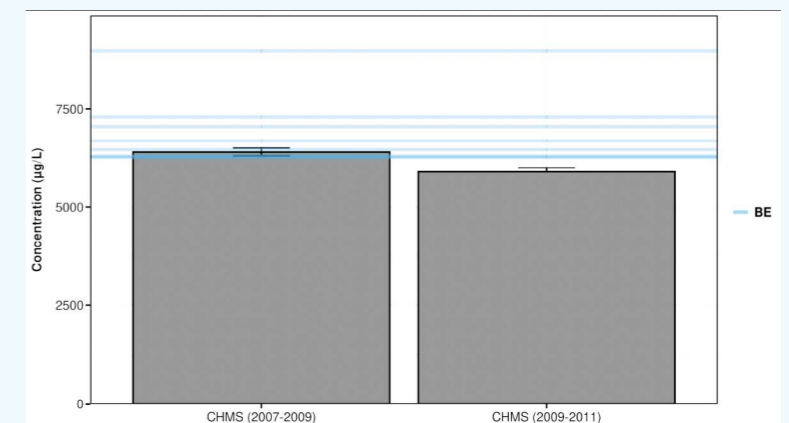 Concentration (µg/L)
7500
5000
2500
0
CHMS (2007-2009)
CHMS (2009-2011)
BE